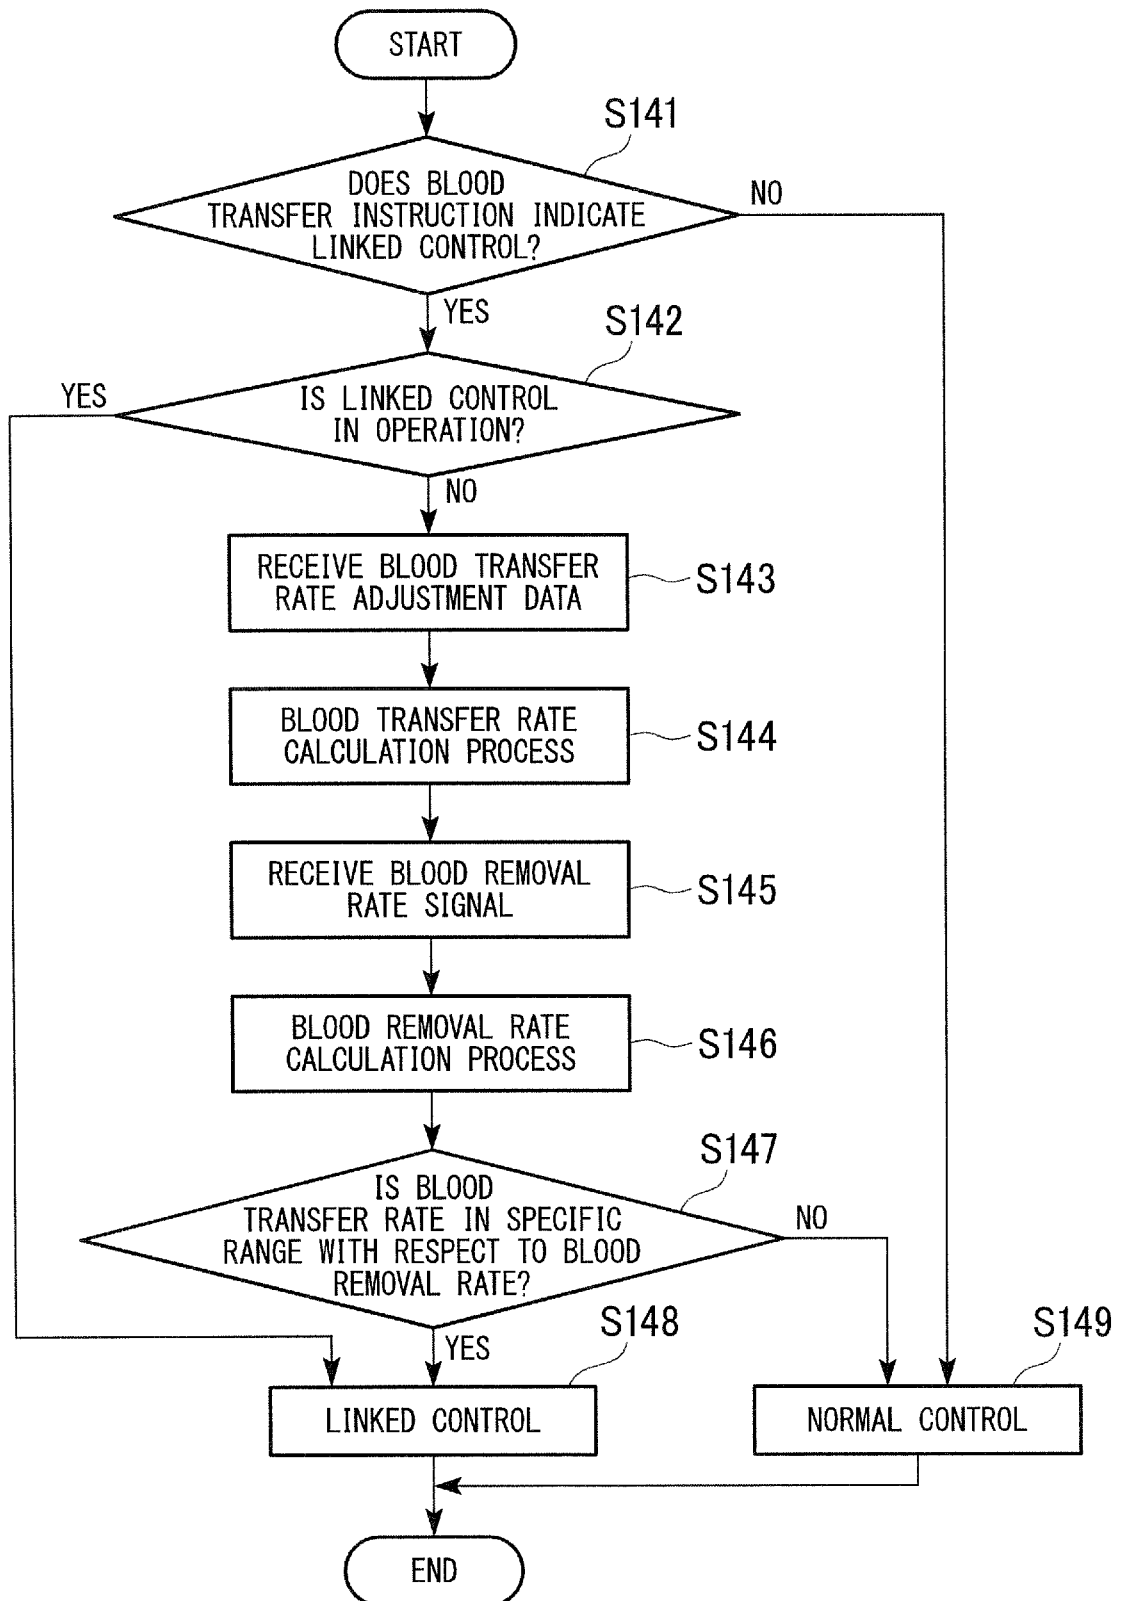 START
S141
DOES BLOOD
TRANSFER INSTRUCTION INDICATE
LINKED CONTROL?
NO
YES
S142
YES
IS LINKED CONTROL
IN OPERATION?
NO
RECEIVE BLOOD TRANSFER
RATE ADJUSTMENT DATA
S143
BLOOD TRANSFER RATE
CALCULATION PROCESS
S144
RECEIVE BLOOD REMOVAL
RATE SIGNAL
S145
BLOOD REMOVAL RATE
CALCULATION PROCESS
S146
S147
IS BLOOD
TRANSFER RATE IN SPECIFIC
RANGE WITH RESPECT TO BLOOD
REMOVAL RATE?
NO
YES
S148
S149
LINKED CONTROL
NORMAL CONTROL
END